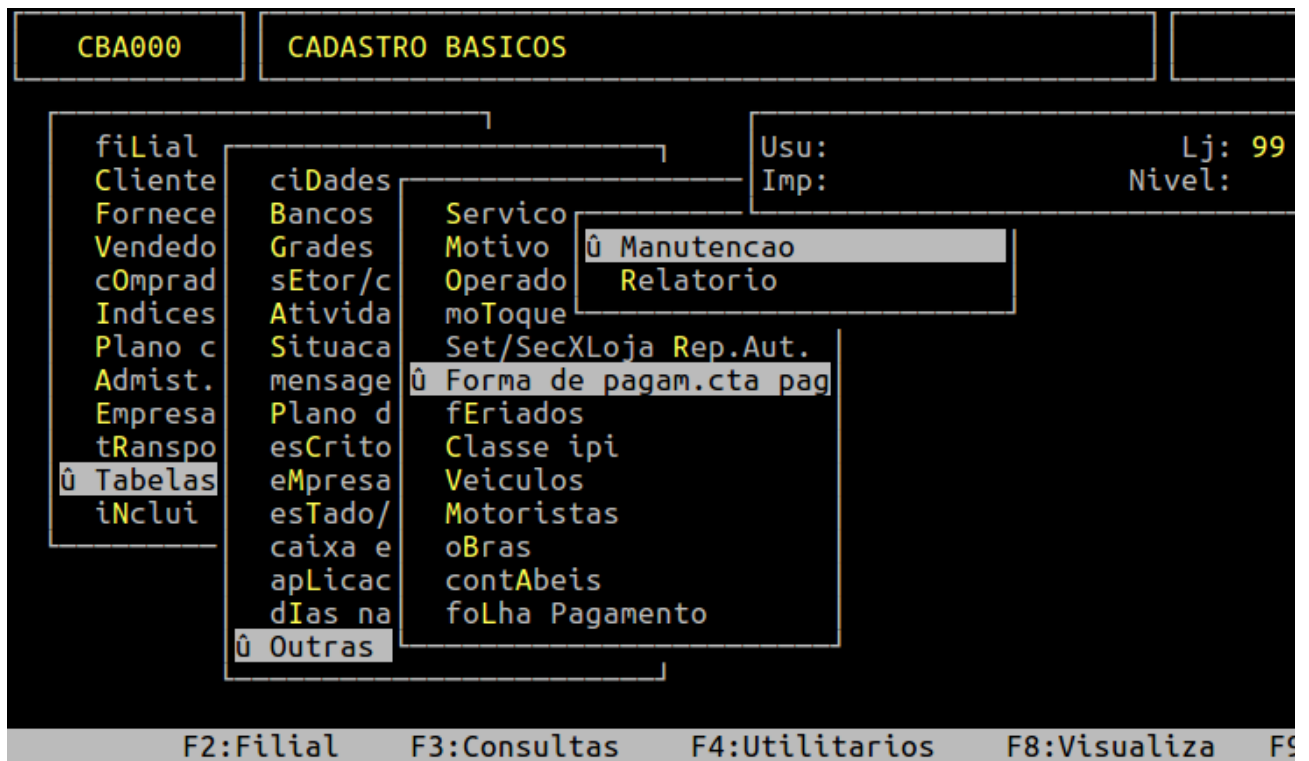 CBA000
CADASTRO BASICOS
Usu: Lj: 99
Imp: Nivel:
fiLial
Cliente
Fornece
Vendedo
cOmprad
Indices
Plano c
Admist.
Empresa
tRanspo
û Tabelas
iNclui
ciDades
Bancos
Grades
sEtor/c
Ativida
Situaca
mensage
Plano d
esCrito
eMpresa
esTado/
caixa e
apLicac
dIas na
û Outras
Servico
Motivo
Operado
moToque
Set/SecXLoja Rep.Aut.
û Forma de pagam.cta pag
fEriados
Classe ipi
Veiculos
Motoristas
oBras
contAbeis
foLha Pagamento
û Manutencao
Relatorio
F2:Filial F3:Consultas F4:Utilitarios F8:Visualiza F9